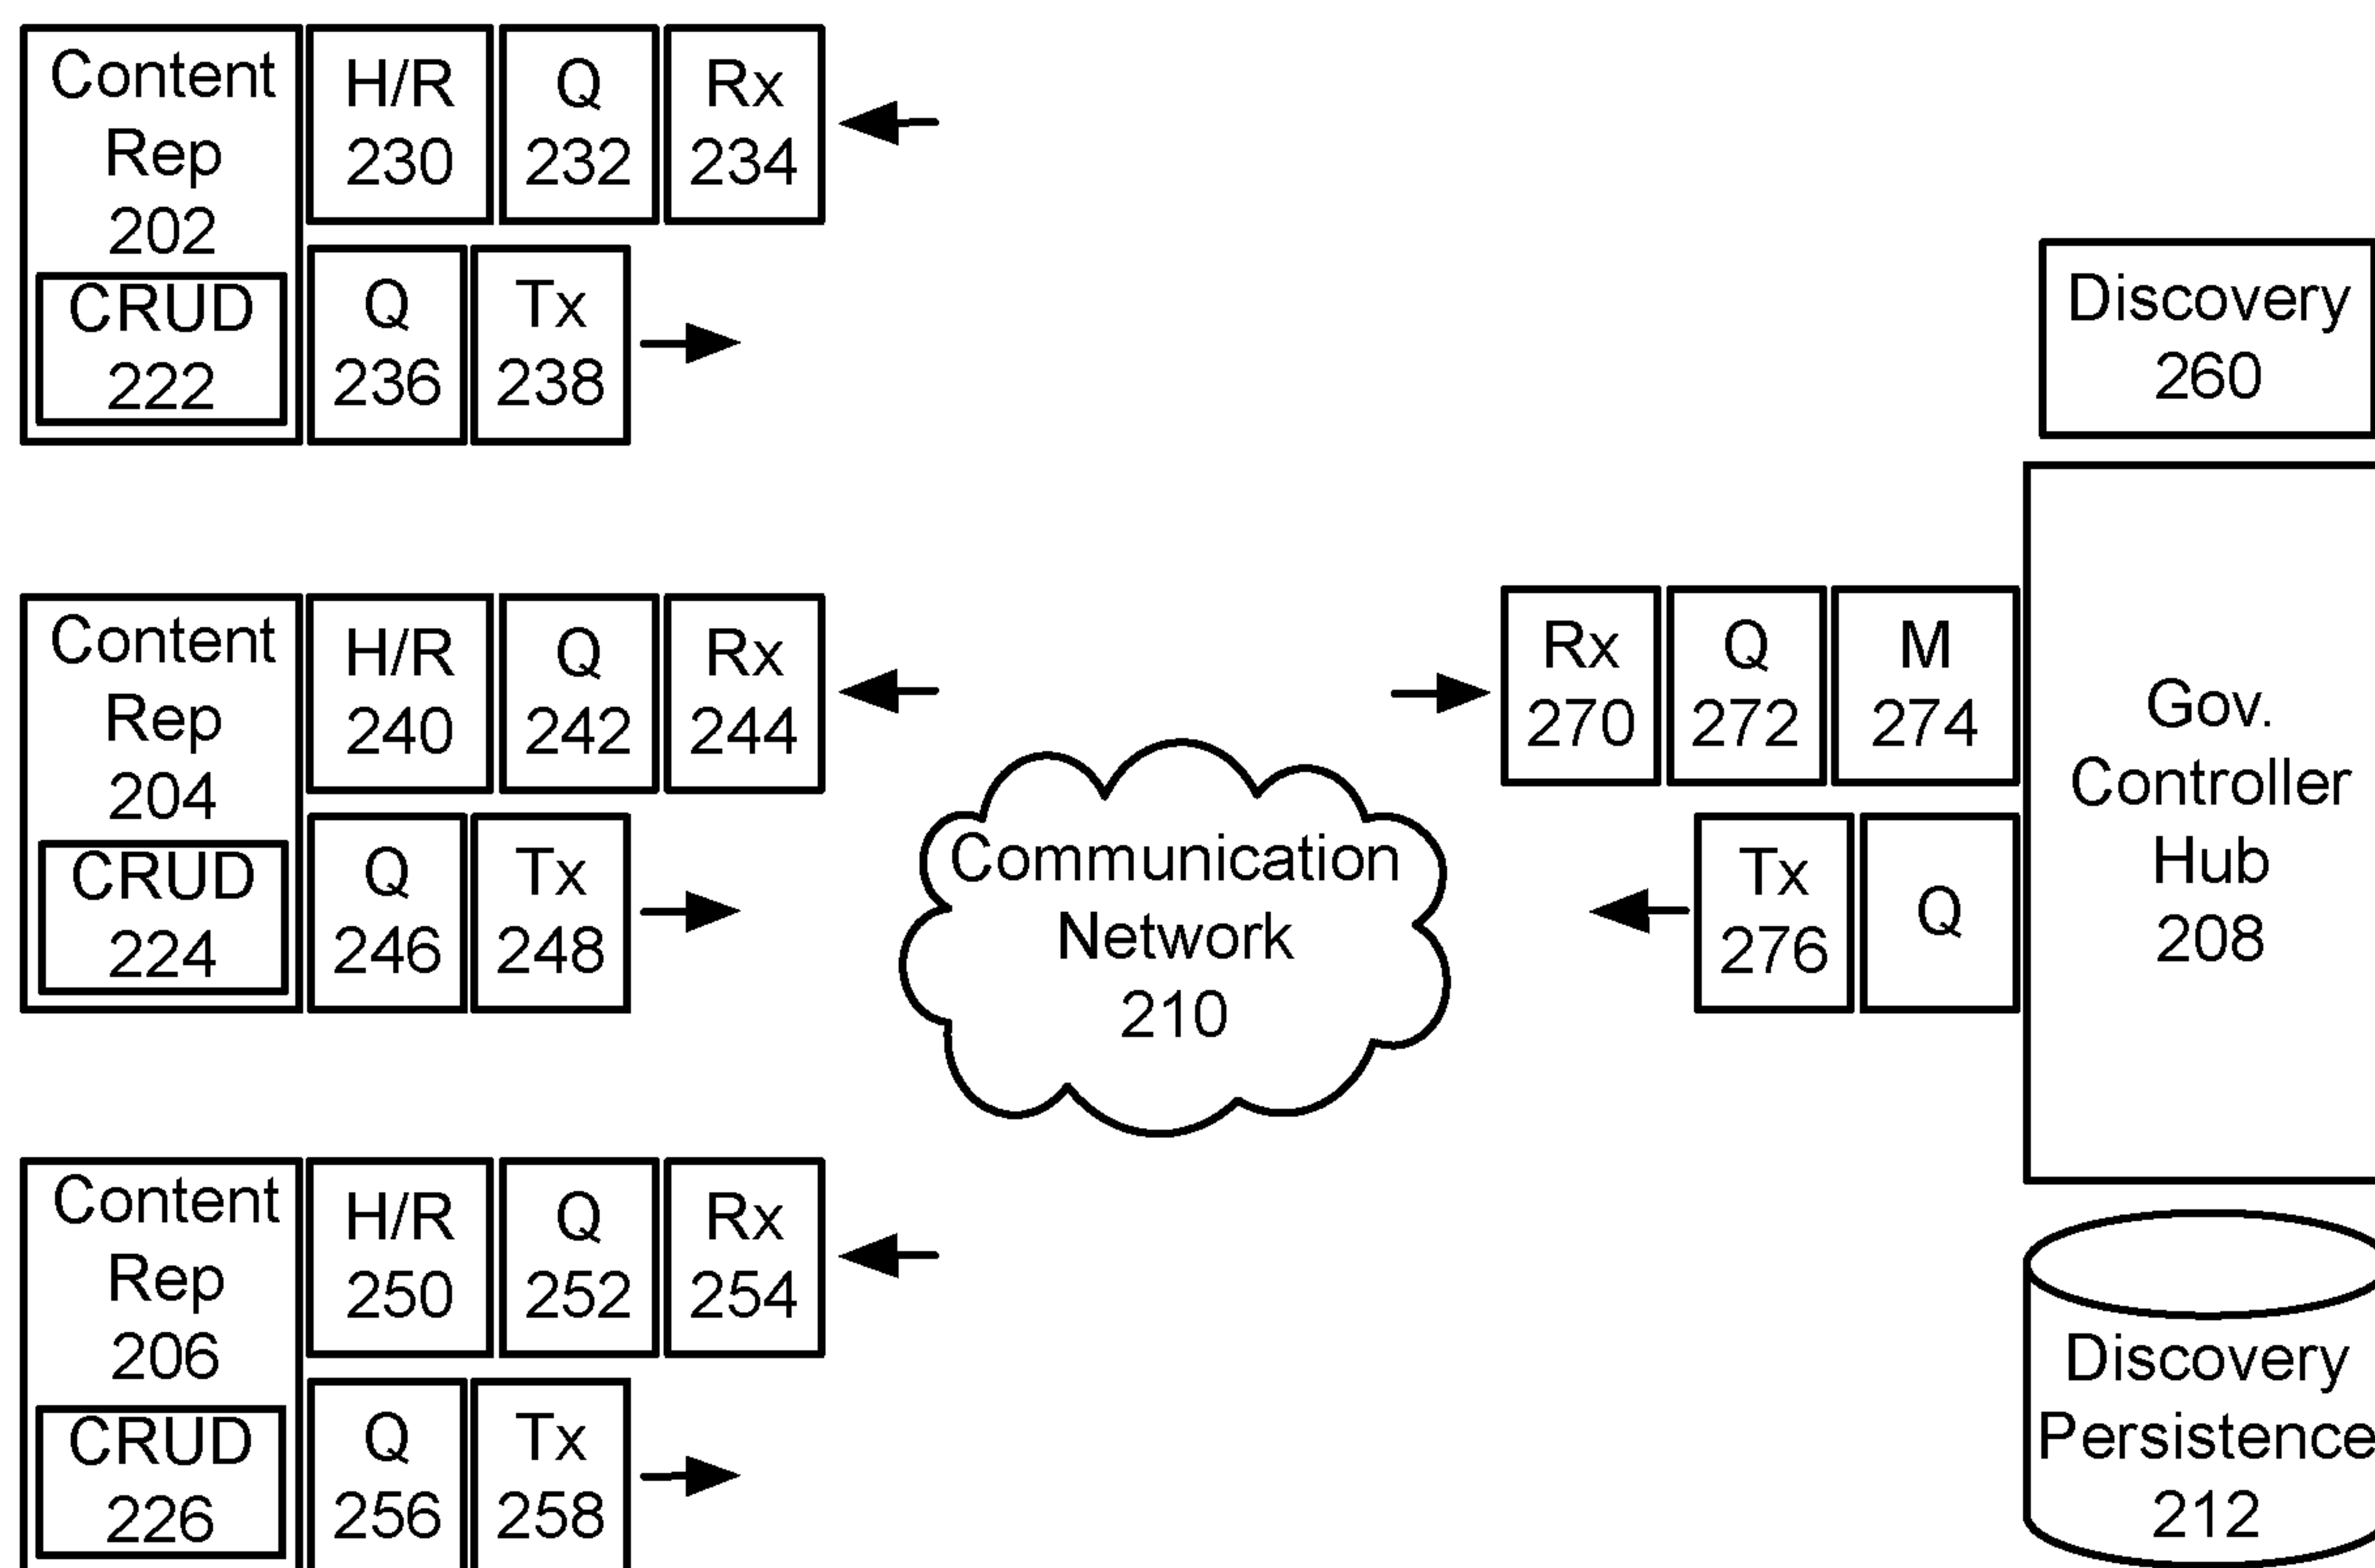 Content
Rep
202
CRUD
222
H/R
230
Q
232
Rx
234
Q
236
Tx
238
Discovery
260
Content
Rep
204
CRUD
224
H/R
240
Q
242
Rx
244
Q
246
Tx
248
Communication
Network
210
Rx
270
Q
272
M
274
Tx
276
Q
Gov.
Controller
Hub
208
Content
Rep
206
CRUD
226
H/R
250
Q
252
Rx
254
Q
256
Tx
258
Discovery
Persistence
212